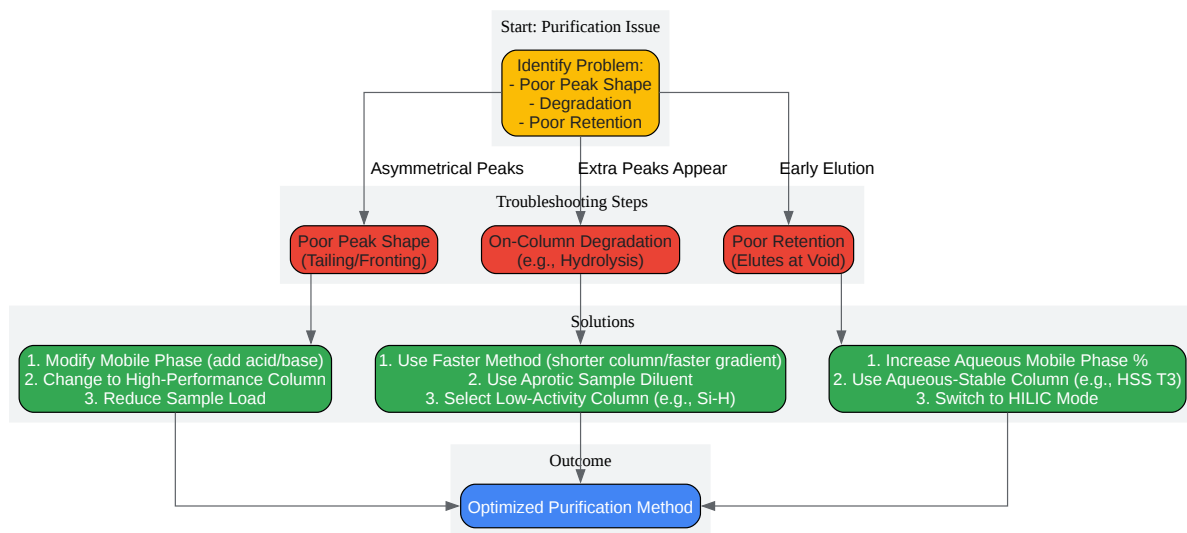 Start: Purification Issue
Identify Problem:
- Poor Peak Shape
- Degradation
- Poor Retention
Asymmetrical Peaks
Extra Peaks Appear
Early Elution
Troubleshooting Steps
Poor Peak Shape
(Tailing/Fronting)
On-Column Degradation
(e.g., Hydrolysis)
Poor Retention
(Elutes at Void)
Solutions
1. Modify Mobile Phase (add acid/base)
2. Change to High-Performance Column
3. Reduce Sample Load
1. Use Faster Method (shorter column/faster gradient)
2. Use Aprotic Sample Diluent
3. Select Low-Activity Column (e.g., Si-H)
1. Increase Aqueous Mobile Phase %
2. Use Aqueous-Stable Column (e.g., HSS T3)
3. Switch to HILIC Mode
Outcome
Optimized Purification Method